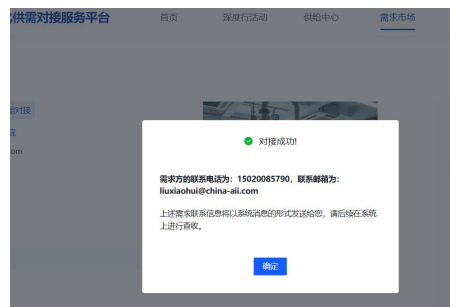 供需对接服务平台
首页
深度行活动
供给中心
需求市场
对接
om
对接成功!
需求方的联系电话为：15020085790，联系邮箱为：
liuxiaohui@china-aii.com
上述需求联系信息将以系统消息的形式发送给您，请后续在系统
上进行查收。
确定